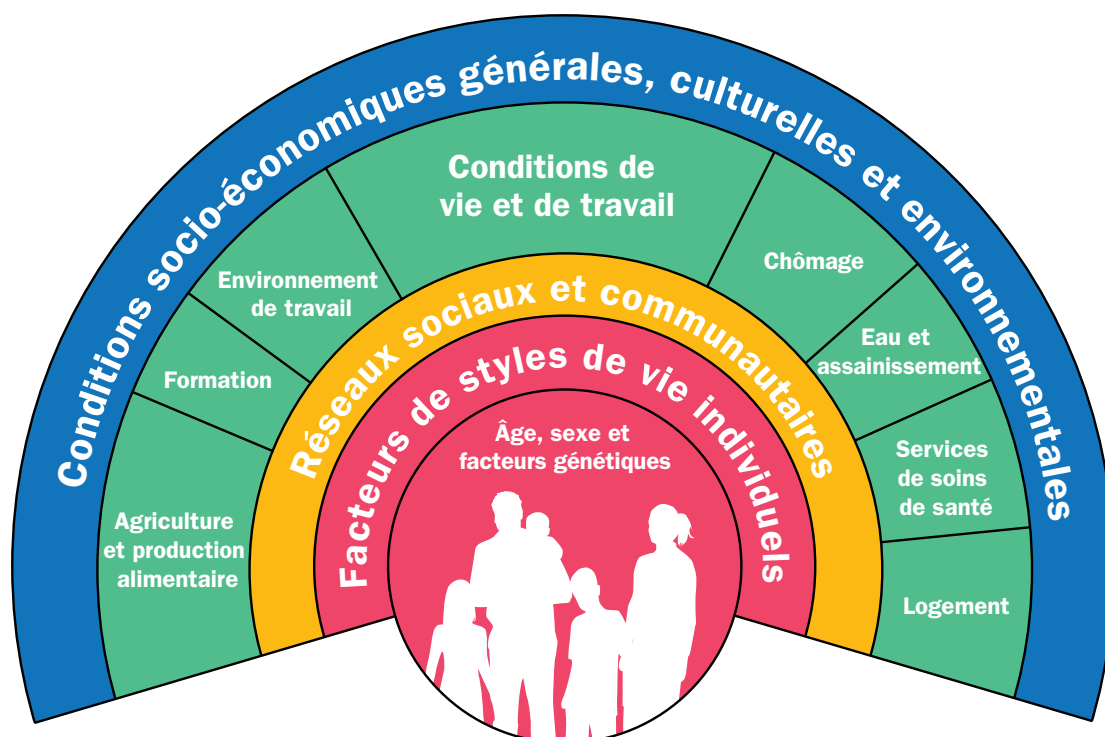 Conditions socio-économiques générales, culturelles et environnementales
Conditions de
vie et de travail
Agriculture
et production
alimentaire
Formation
Environnement
de travail
Chômage
Eau et
assainissement
Services
de soins
de santé
Logement
Réseaux sociaux et communautaires
Facteurs de styles de vie individuels
Âge, sexe et
facteurs génétiques